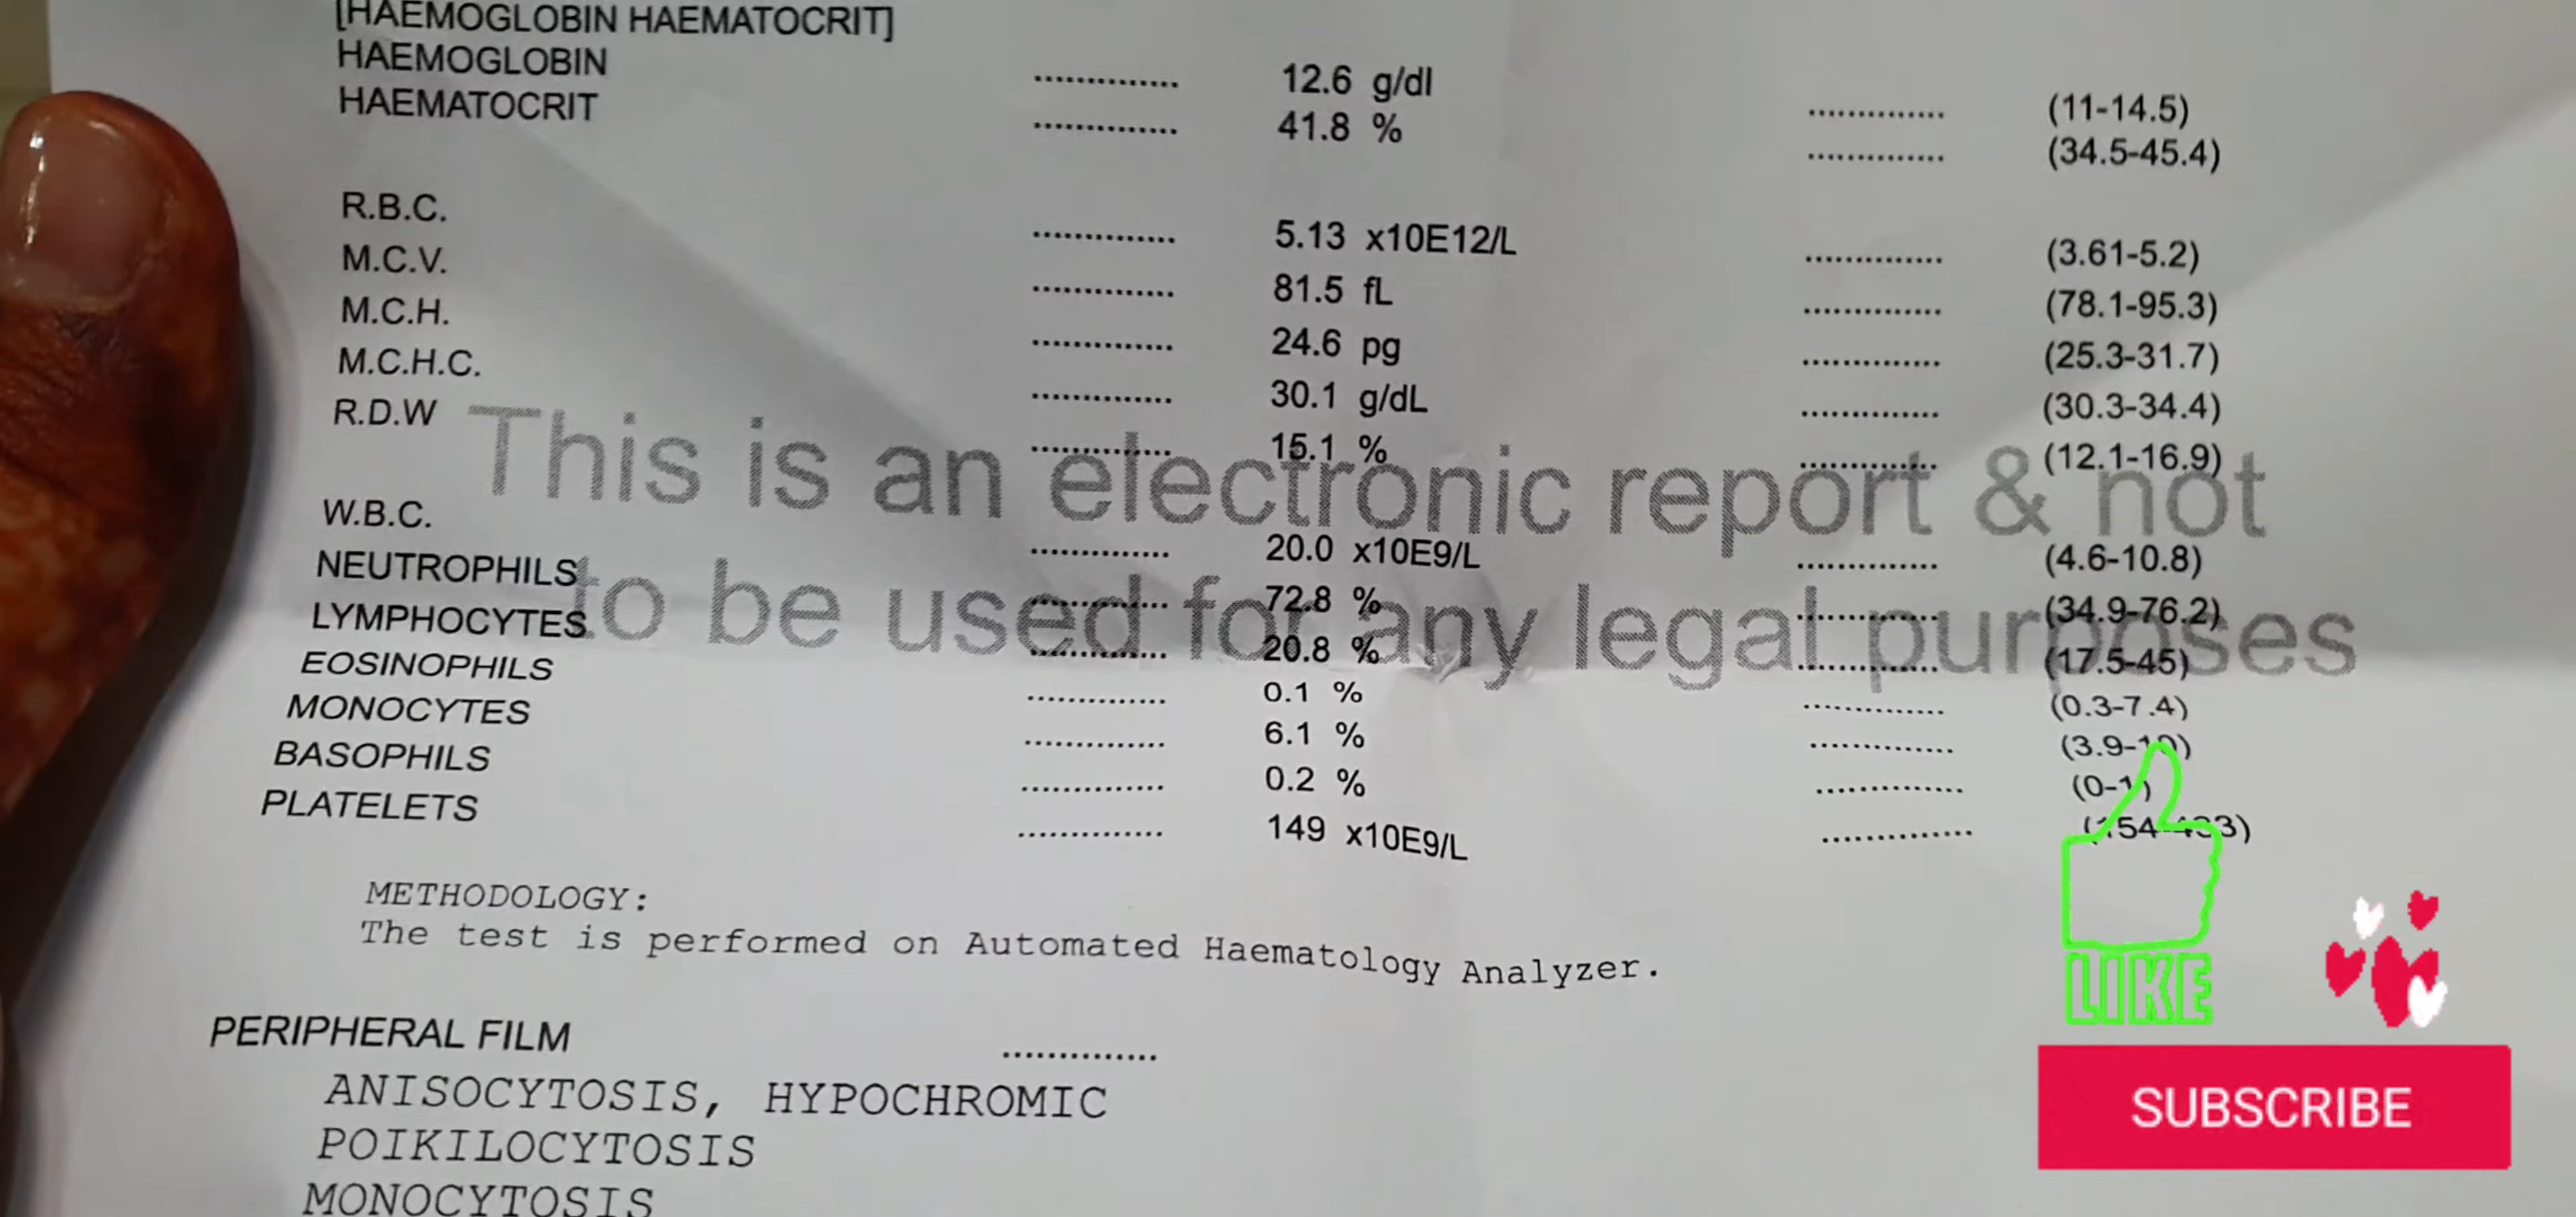 [HAEMOGLOBIN HAEMATOCRIT]
HAEMOGLOBIN .............. 12.6 g/dl .............. (11-14.5)
HAEMATOCRIT .............. 41.8 % .............. (34.5-45.4)
R.B.C. .............. 5.13 x10E12/L .............. (3.61-5.2)
M.C.V. .............. 81.5 fL .............. (78.1-95.3)
M.C.H. .............. 24.6 pg .............. (25.3-31.7)
M.C.H.C. .............. 30.1 g/dL .............. (30.3-34.4)
R.D.W .............. 15.1 % .............. (12.1-16.9)
This is an electronic report & not
W.B.C. .............. 20.0 x10E9/L .............. (4.6-10.8)
NEUTROPHILS .............. 72.8 % .............. (34.9-76.2)
to be used for any legal purposes
LYMPHOCYTES .............. 20.8 % .............. (17.5-45)
EOSINOPHILS .............. 0.1 % .............. (0.3-7.4)
MONOCYTES .............. 6.1 % ..............
BASOPHILS .............. 0.2 % .............. (0-1)
PLATELETS .............. 149 x10E9/L ..............
METHODOLOGY:
The test is performed on Automated Haematology Analyzer.
PERIPHERAL FILM ..............
ANISOCYTOSIS, HYPOCHROMIC
POIKILOCYTOSIS
MONOCYTOSIS
LIKE
SUBSCRIBE